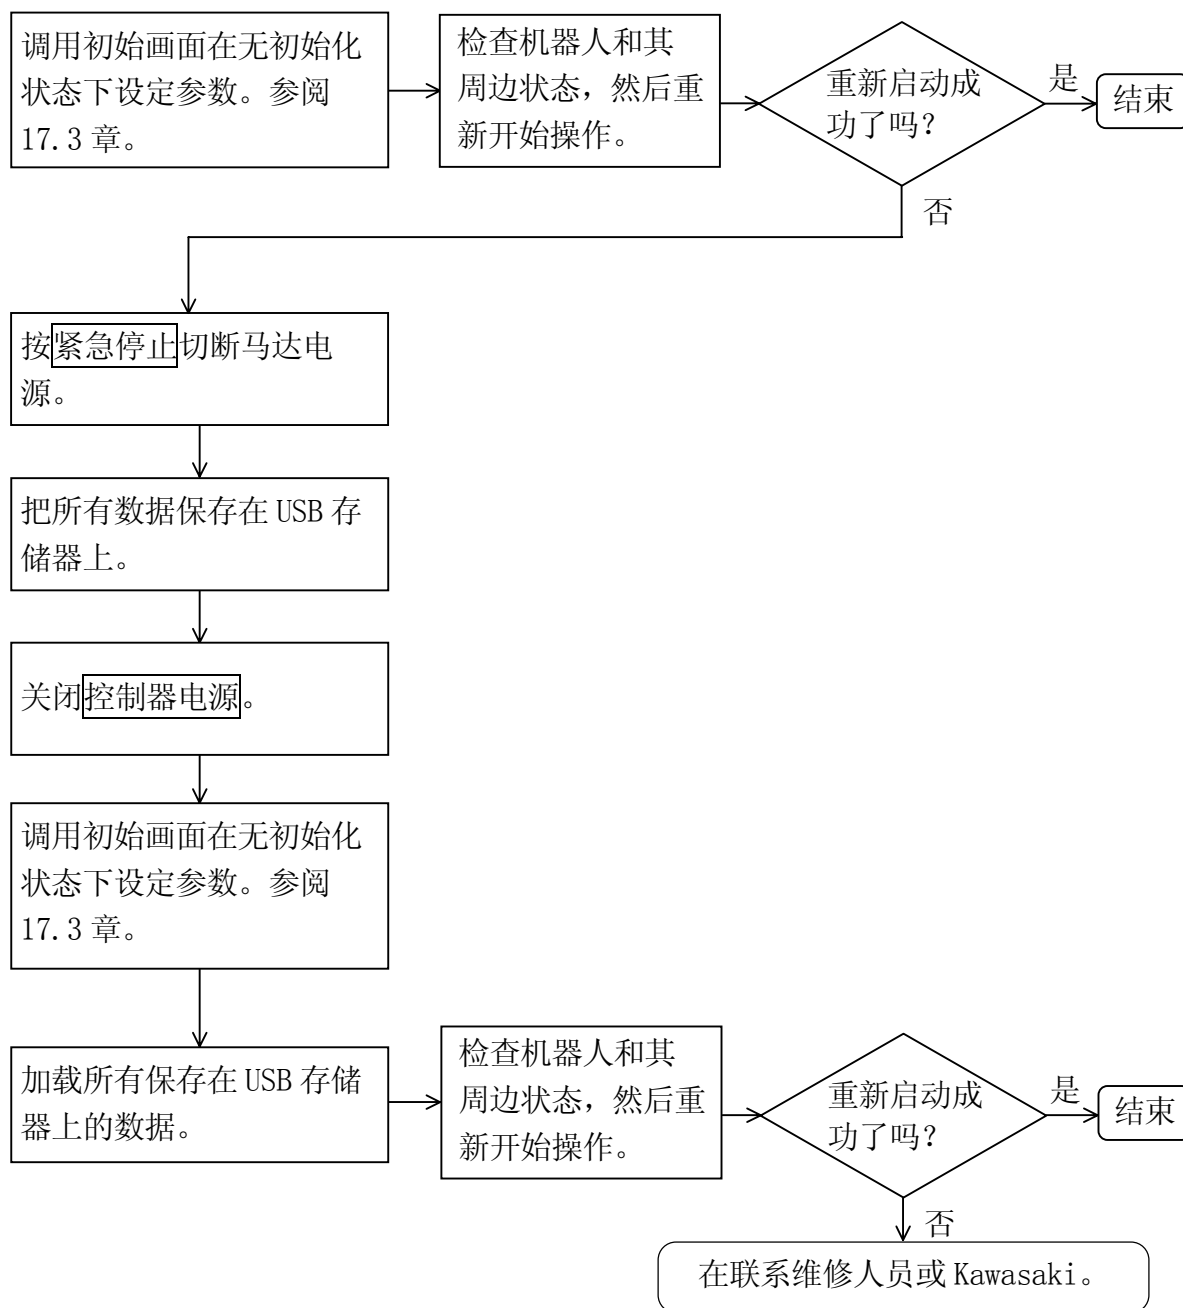 调用初始画面在无初始化
状态下设定参数。参阅
17.3 章。
检查机器人和其
周边状态，然后重
新开始操作。
重新启动成
功了吗？
是
结束
否
按紧急停止切断马达电
源。
把所有数据保存在 USB 存
储器上。
关闭控制器电源。
调用初始画面在无初始化
状态下设定参数。参阅
17.3 章。
加载所有保存在 USB 存储
器上的数据。
检查机器人和其
周边状态，然后重
新开始操作。
重新启动成
功了吗？
是
结束
否
在联系维修人员或 Kawasaki。